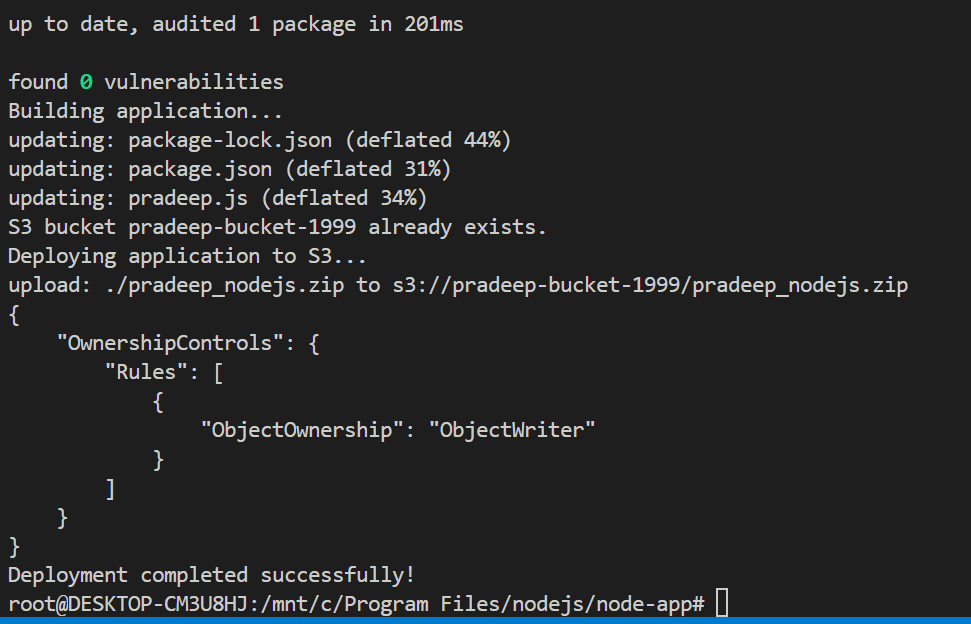 up to date, audited 1 package in 201ms
found 0 vulnerabilities
Building application...
updating: package-lock.json (deflated 44%)
updating: package.json (deflated 31%)
updating: pradeep.js (deflated 34%)
S3 bucket pradeep-bucket-1999 already exists.
Deploying application to S3...
upload: ./pradeep_nodejs.zip to s3://pradeep-bucket-1999/pradeep_nodejs.zip
{
    "OwnershipControls": {
        "Rules": [
            {
                "ObjectOwnership": "ObjectWriter"
            }
        ]
    }
}
Deployment completed successfully!
root@DESKTOP-CM3U8HJ:/mnt/c/Program Files/nodejs/node-app#